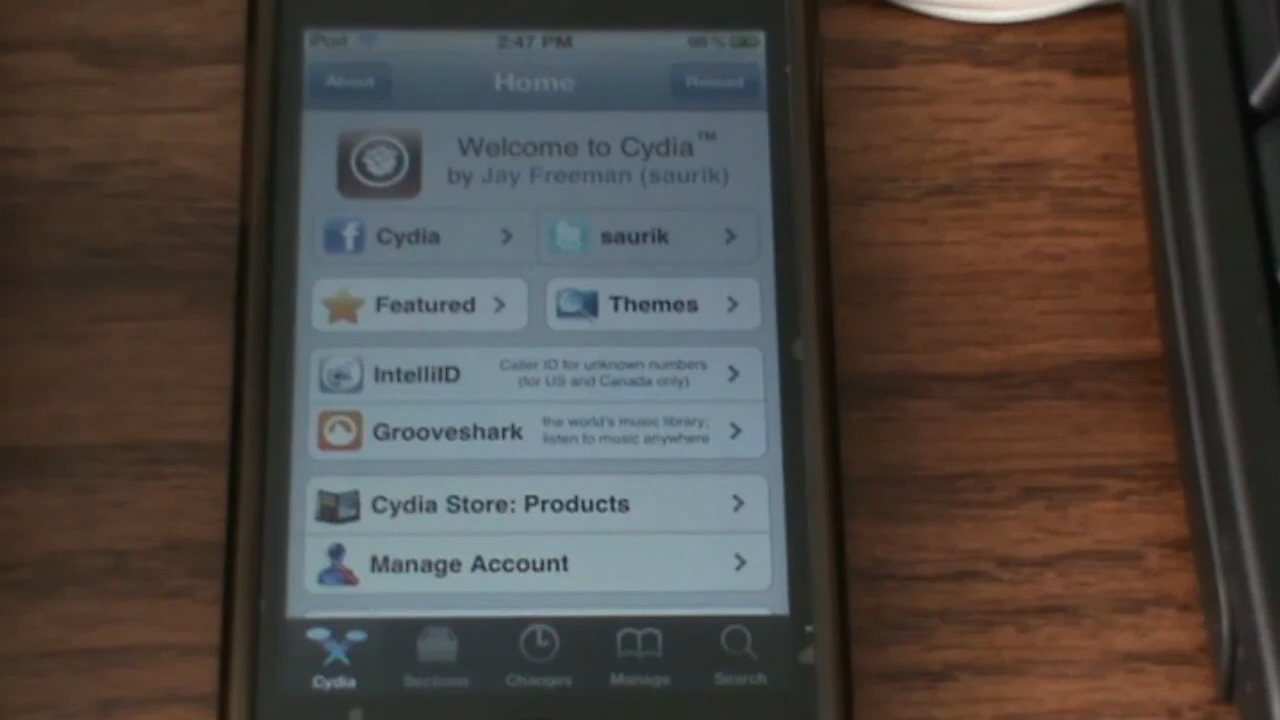 iPod 2:47 PM 98%
About Home Reload
Welcome to Cydia™
by Jay Freeman (saurik)
Cydia saurik
Featured Themes
IntelliID Caller ID for unknown numbers
(for US and Canada only)
Grooveshark the world's music library;
listen to music anywhere
Cydia Store: Products
Manage Account
Cydia Sections Changes Manage Search